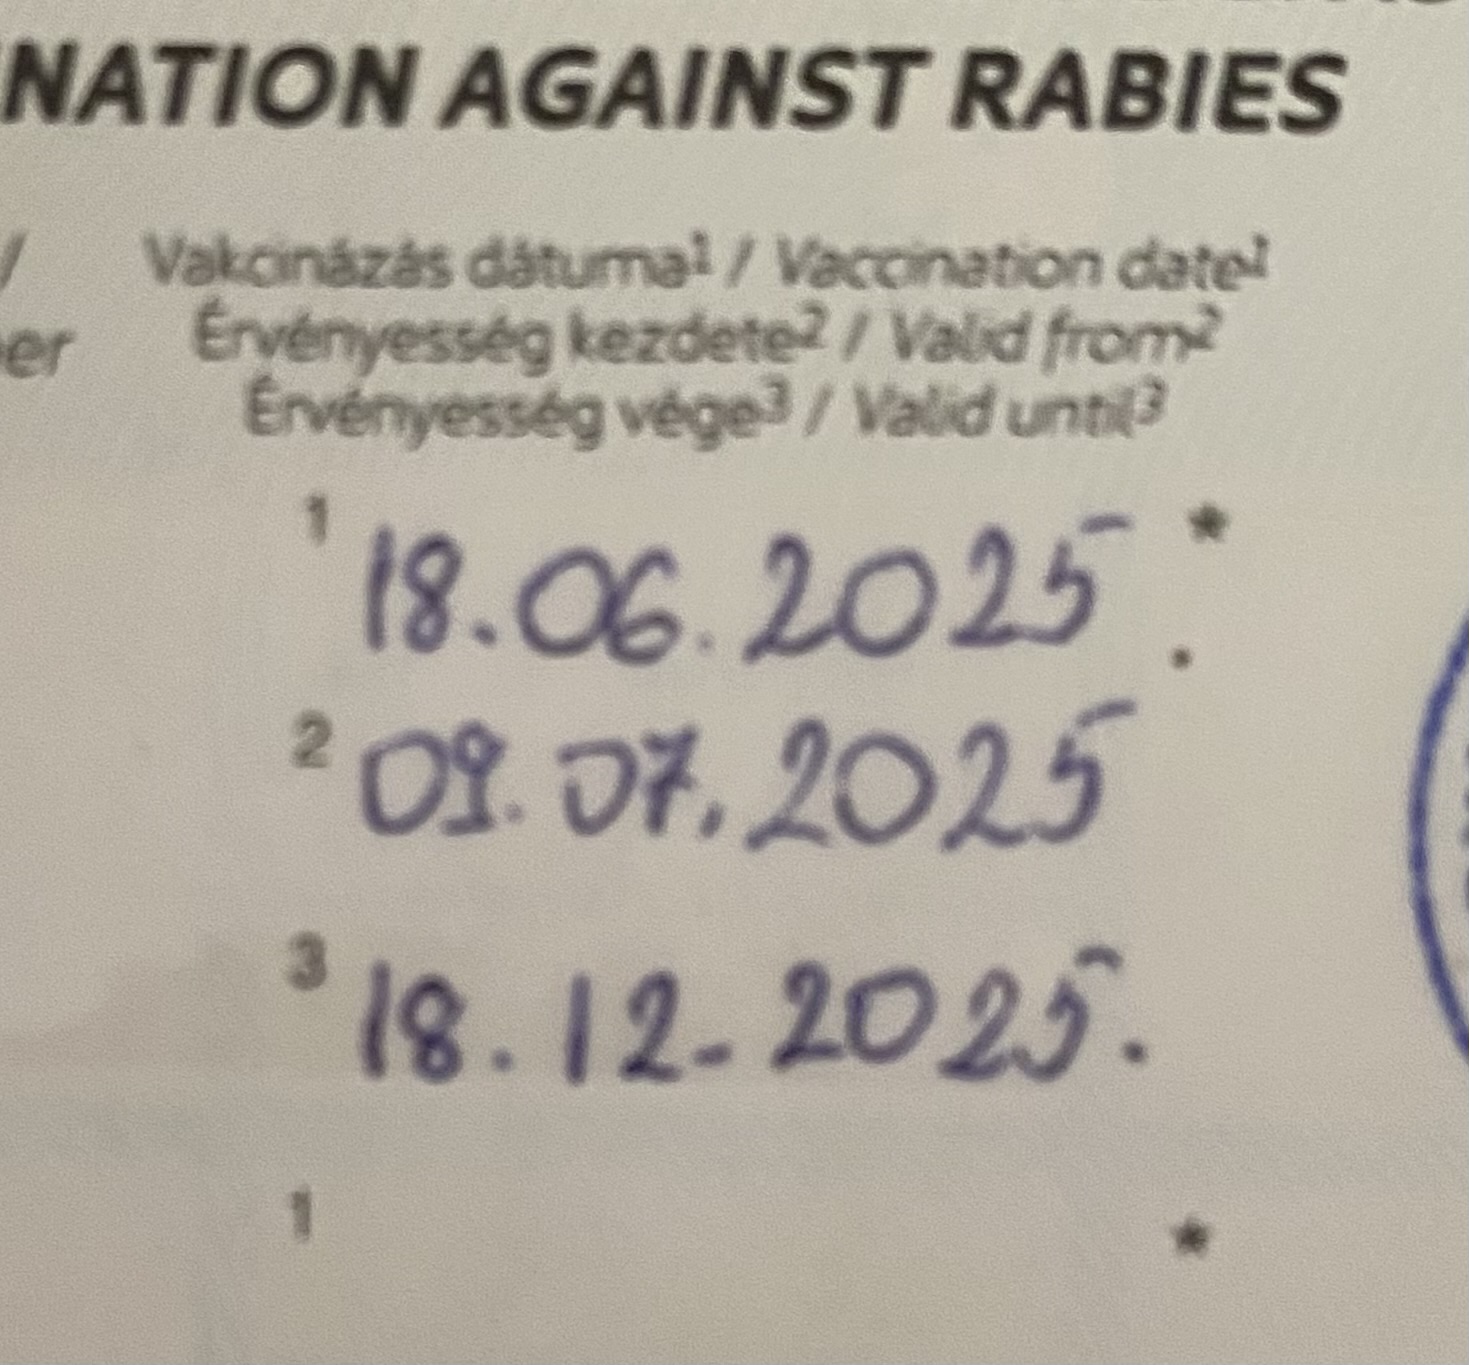 NATION AGAINST RABIES
/ Vakcinázás dátuma¹ / Vaccination date¹
er Érvényesség kezdete² / Valid from²
Érvényesség vége³ / Valid until³
1 18.06.2025. *
2 09.07.2025
3 18.12.2025.
1 *